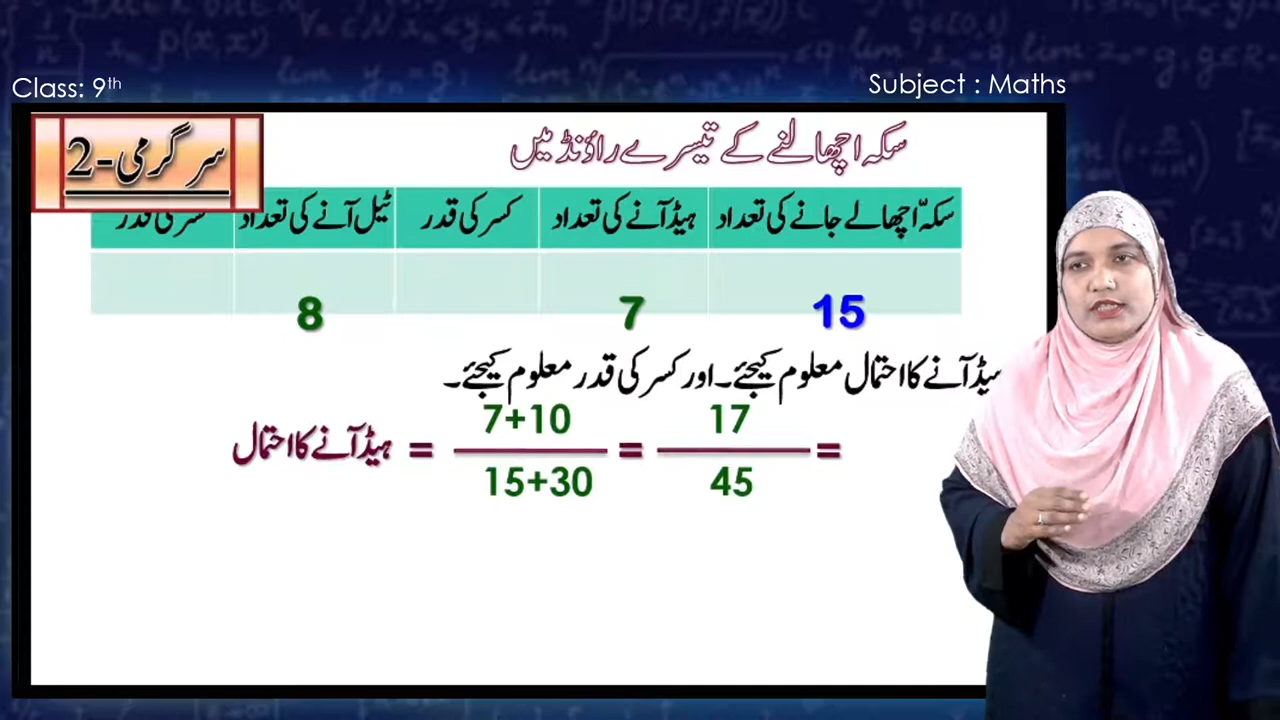 Class: 9th
Subject : Maths
سرگرمی-2
سکہ اچھالنے کے تیسرے راؤنڈ میں
سکہّ اچھالے جانے کی تعداد ہیڈ آنے کی تعداد کسر کی قدر ٹیل آنے کی تعداد کسر کی قدر
15 7 8
ہیڈ آنے کا احتمال معلوم کیجئے۔ اور کسر کی قدر معلوم کیجئے۔
7+10 17
ہیڈ آنے کا احتمال = = =
15+30 45